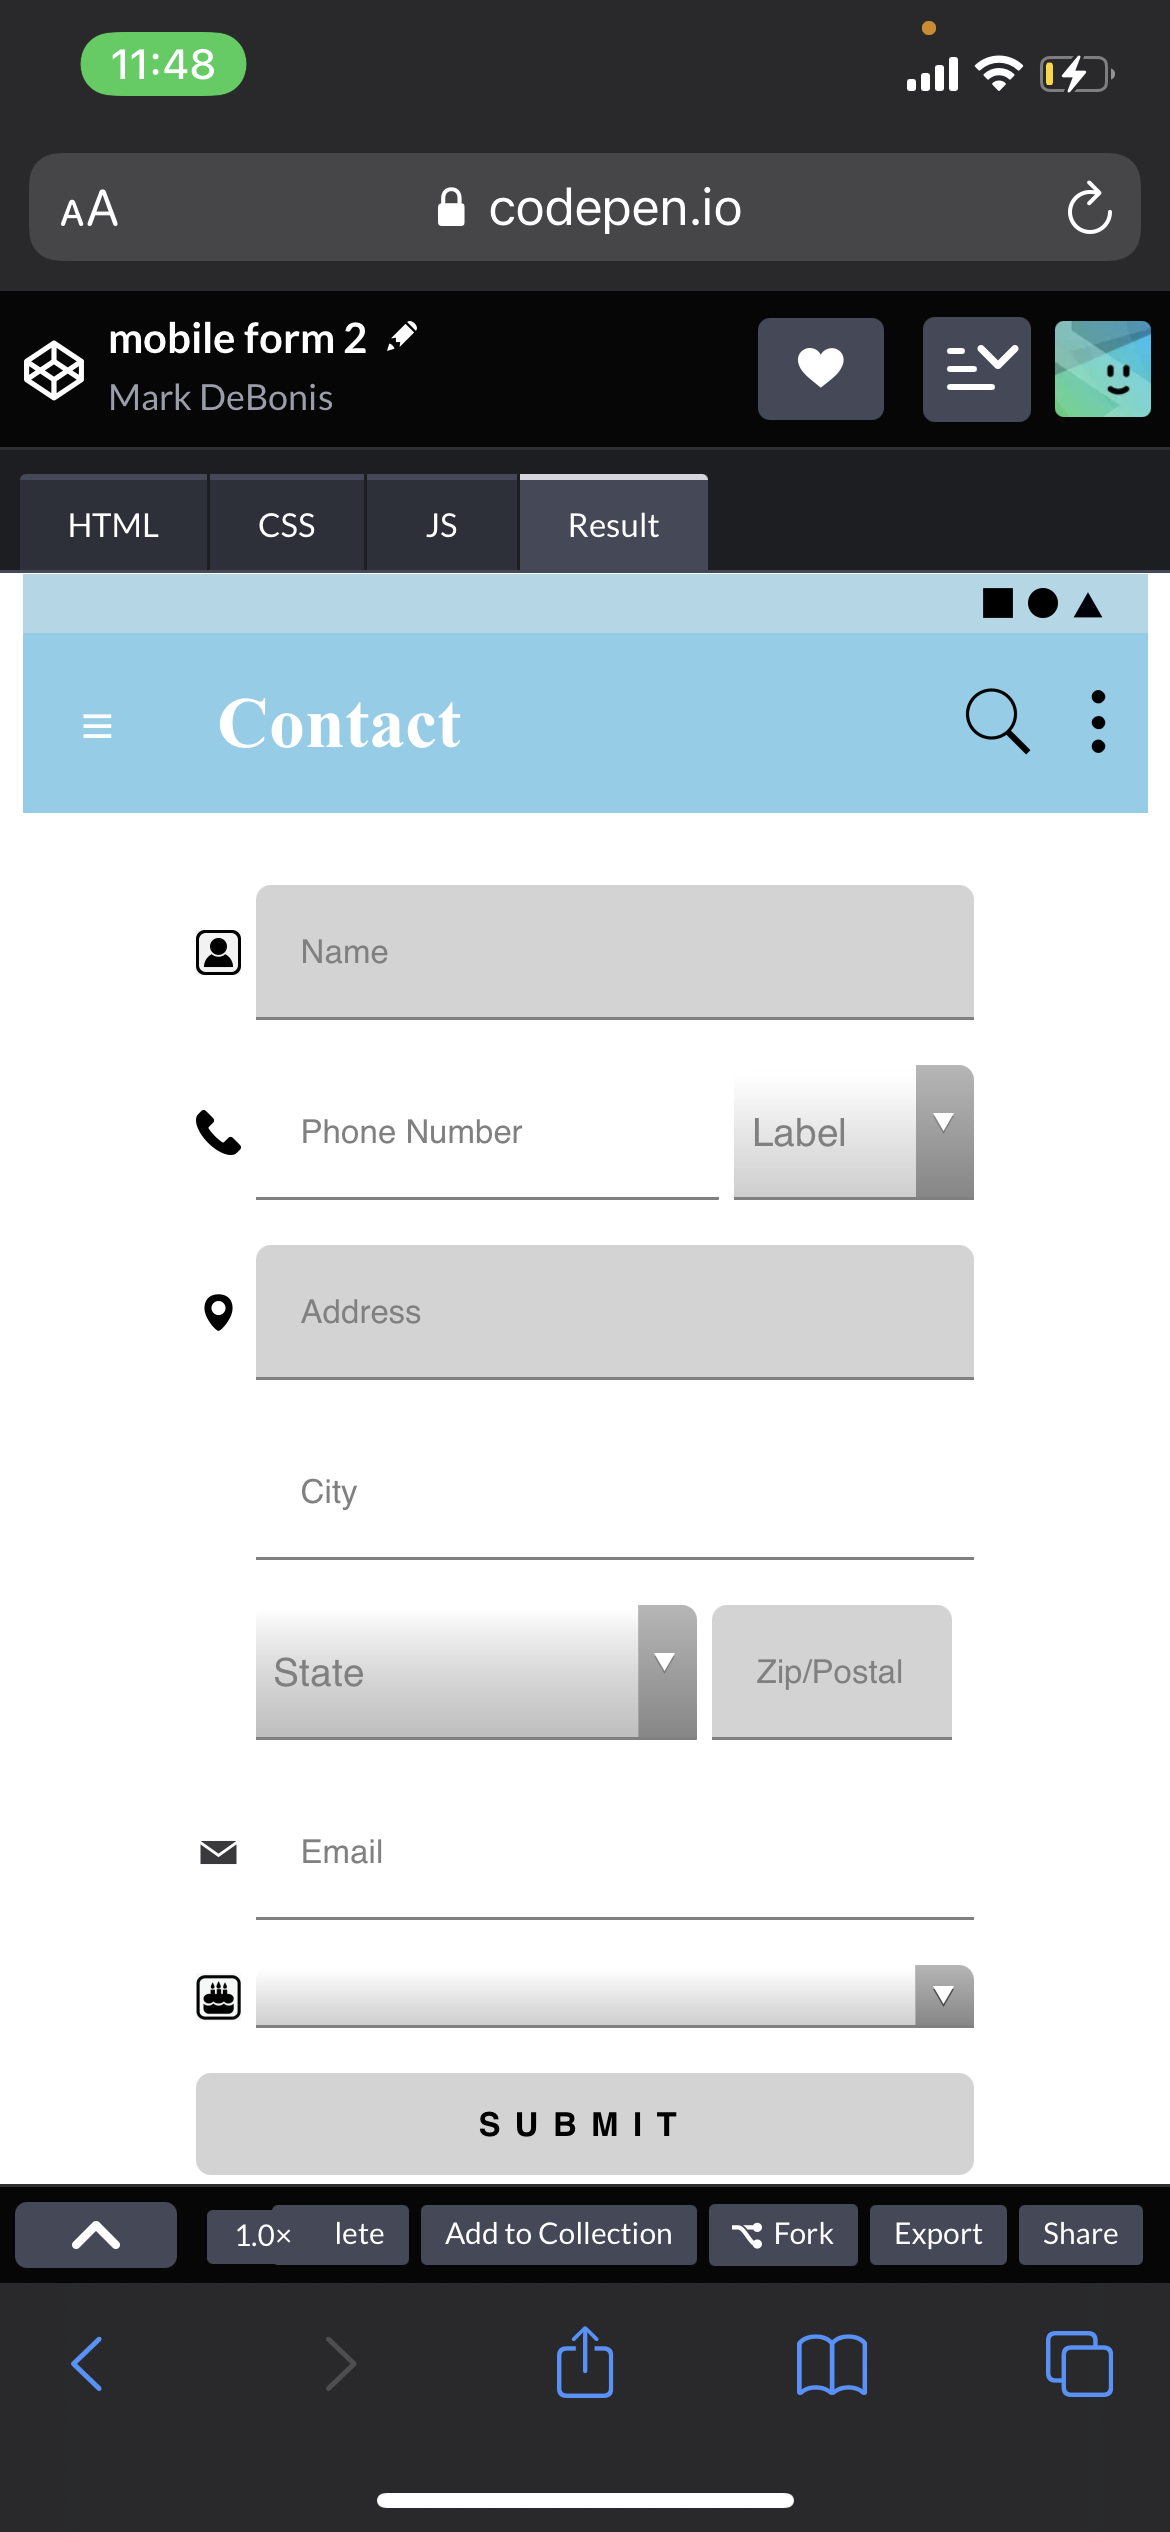 11:48
AA codepen.io
mobile form 2
Mark DeBonis
HTML CSS JS Result
Contact
Name
Phone Number Label
Address
City
State Zip/Postal
Email
SUBMIT
1.0× lete Add to Collection Fork Export Share